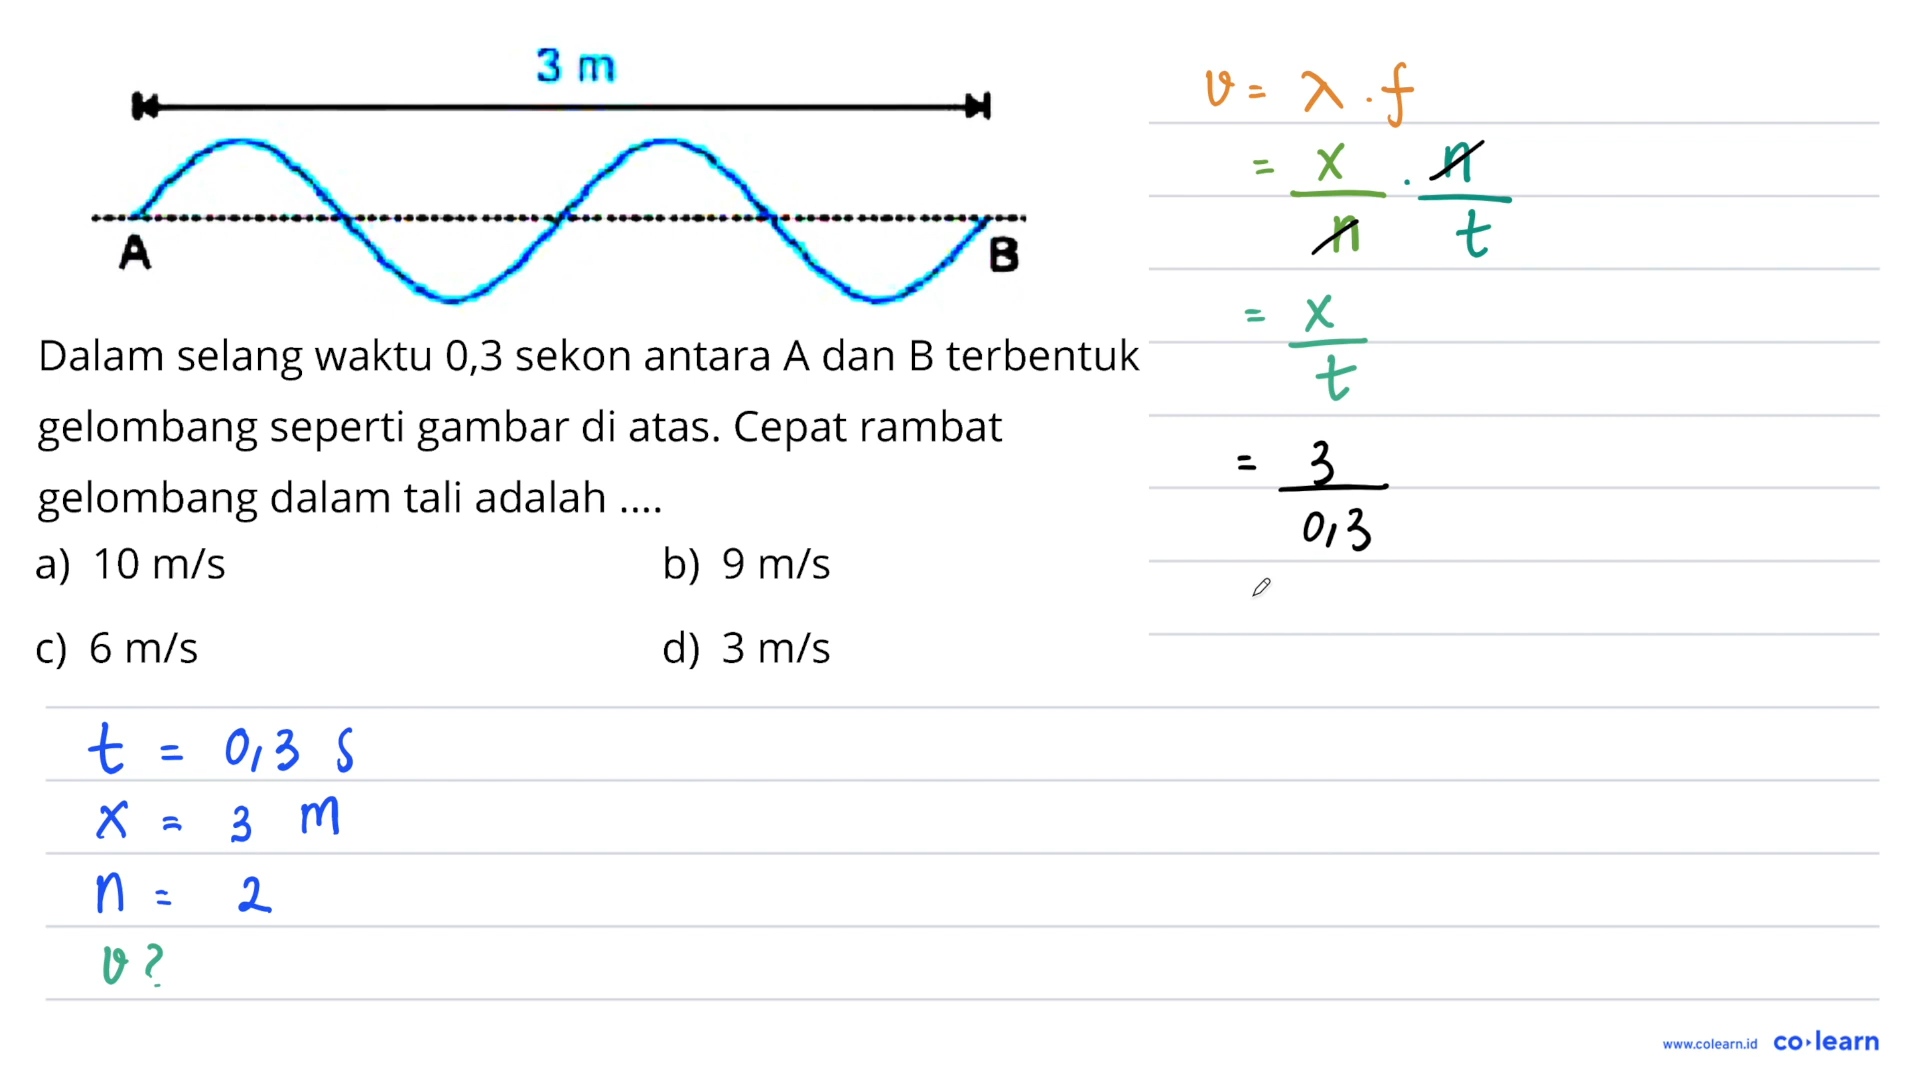 3 m
A
B
Dalam selang waktu 0,3 sekon antara A dan B terbentuk
gelombang seperti gambar di atas. Cepat rambat
gelombang dalam tali adalah ....
a) 10 m/s
b) 9 m/s
c) 6 m/s
d) 3 m/s
t = 0,3 s
x = 3 m
n = 2
v?
v = λ . f
= x/n . n/t
= x/t
= 3/0,3
www.colearn.id
co·learn